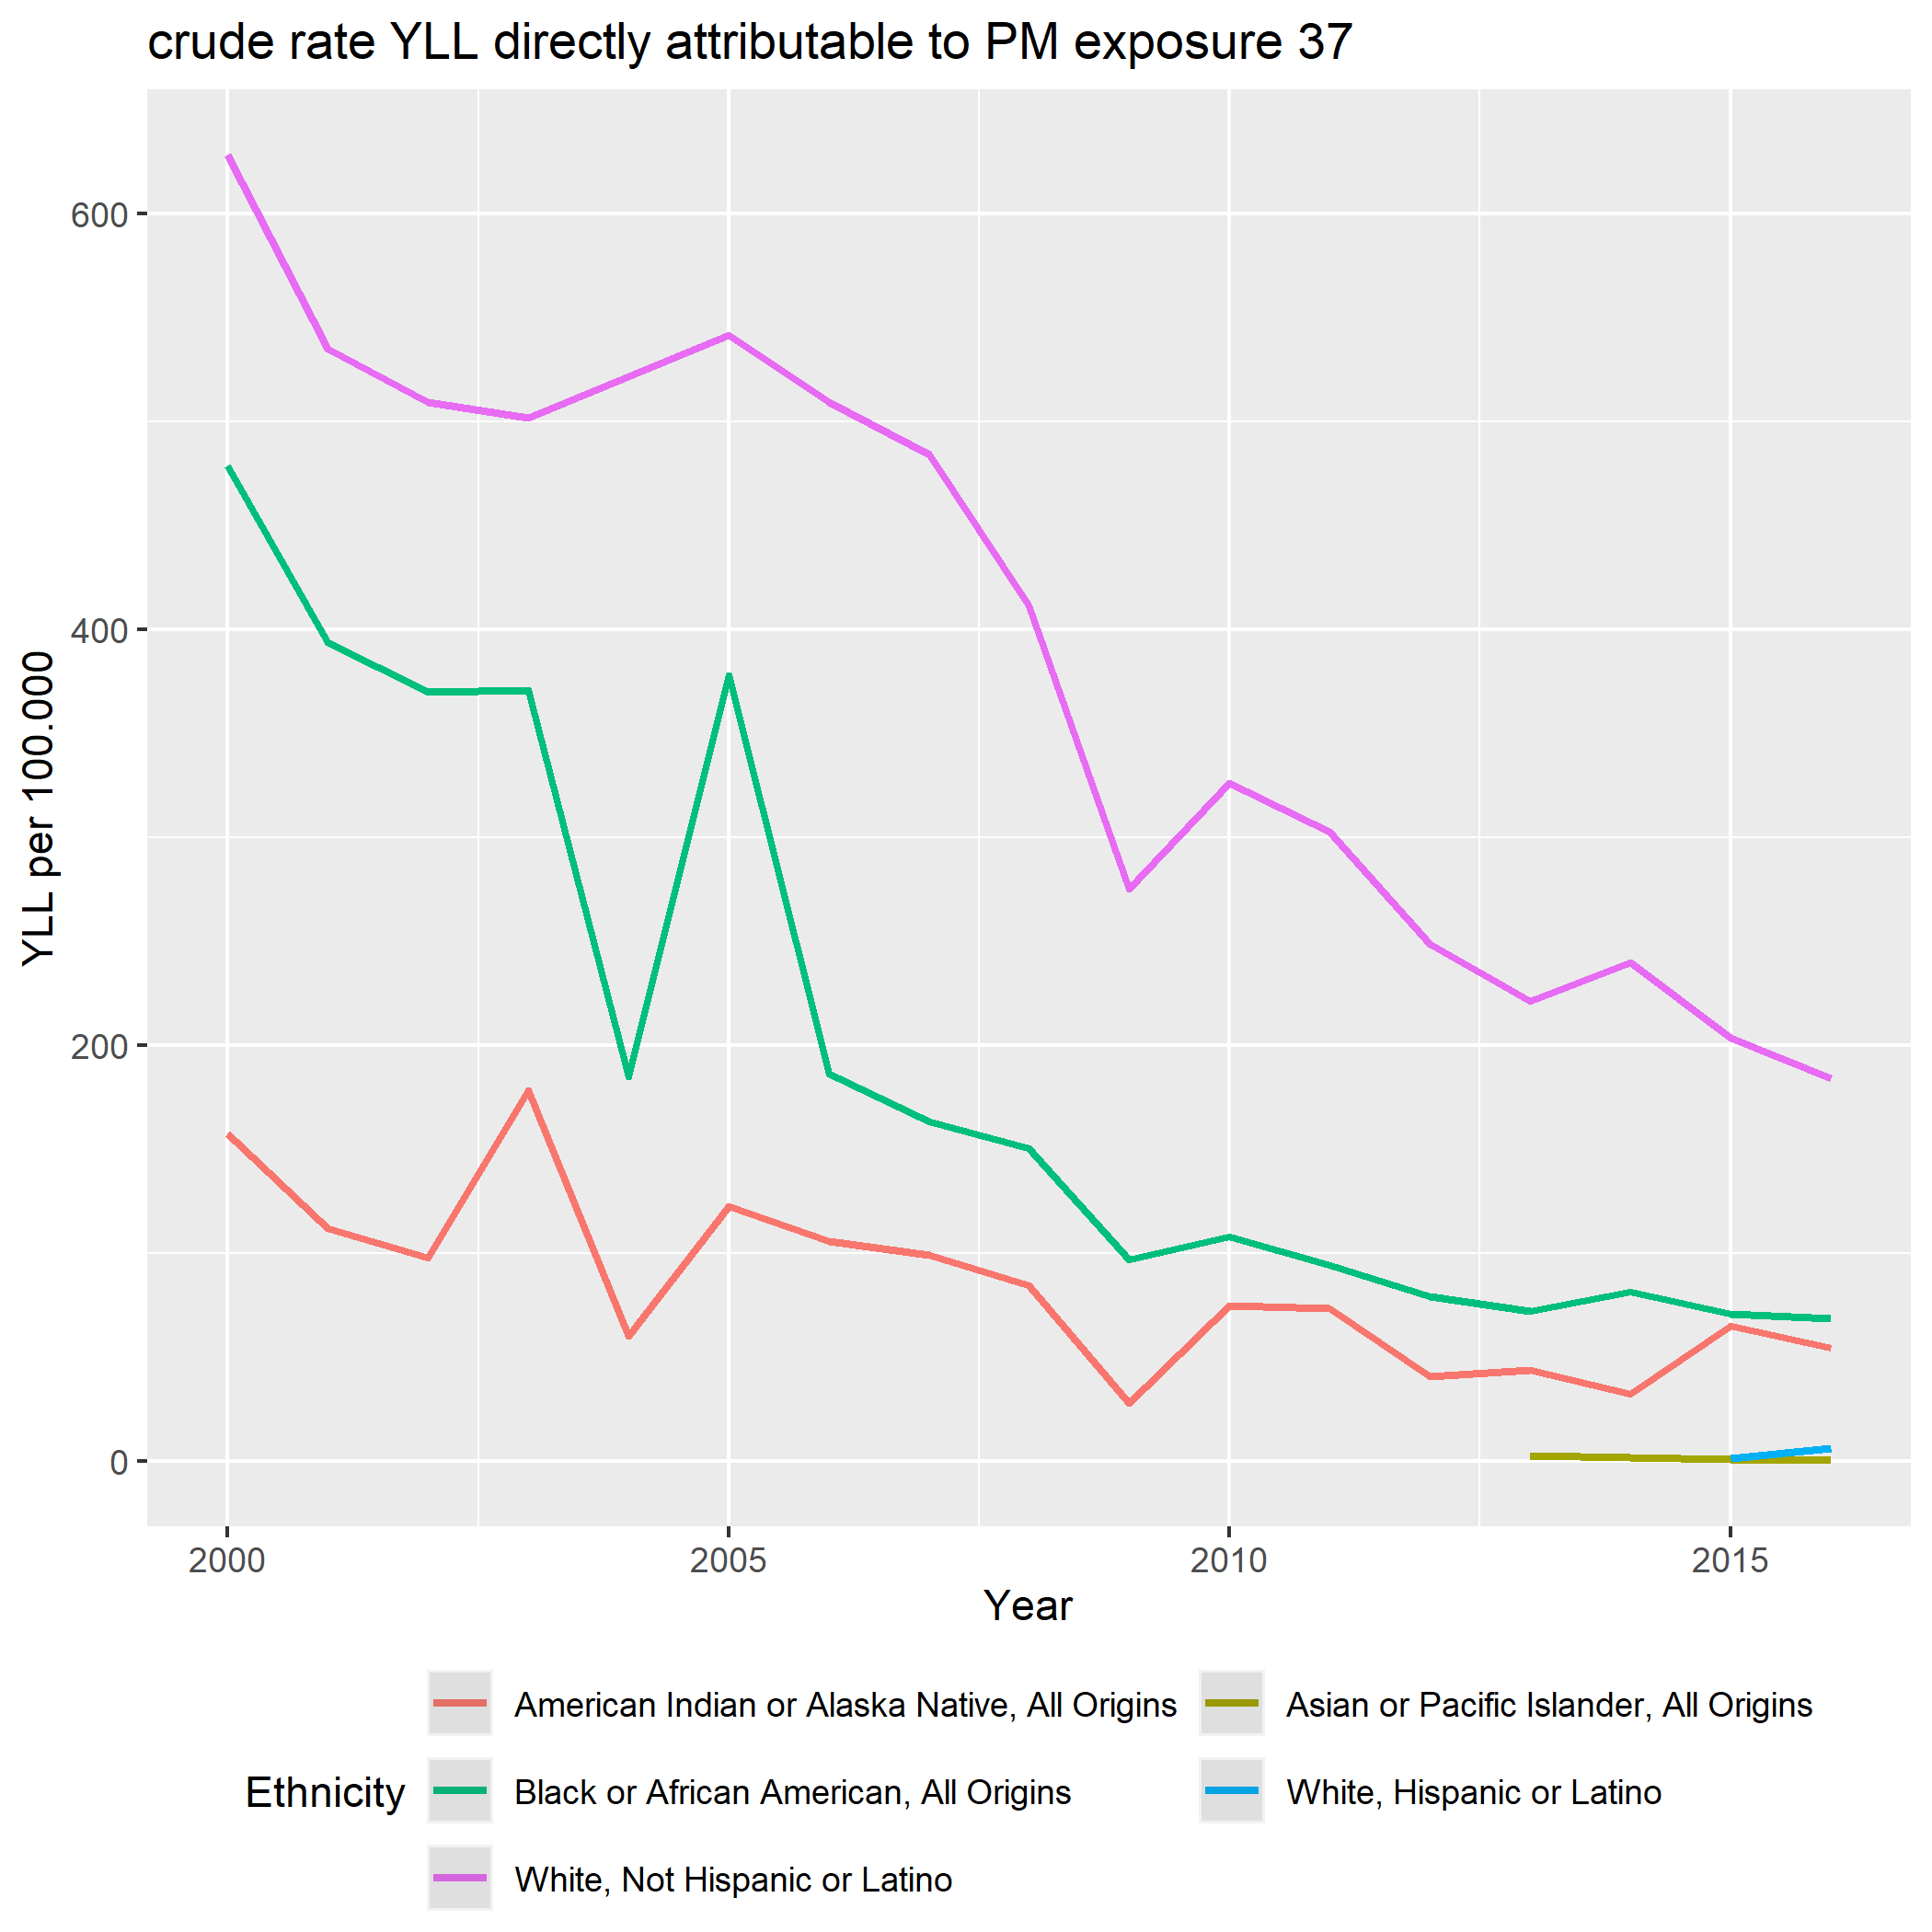 crude rate YLL directly attributable to PM exposure 37
YLL per 100.000
600
400
200
0
2000 2005 2010 2015
Year
Ethnicity
American Indian or Alaska Native, All Origins
Asian or Pacific Islander, All Origins
Black or African American, All Origins
White, Hispanic or Latino
White, Not Hispanic or Latino